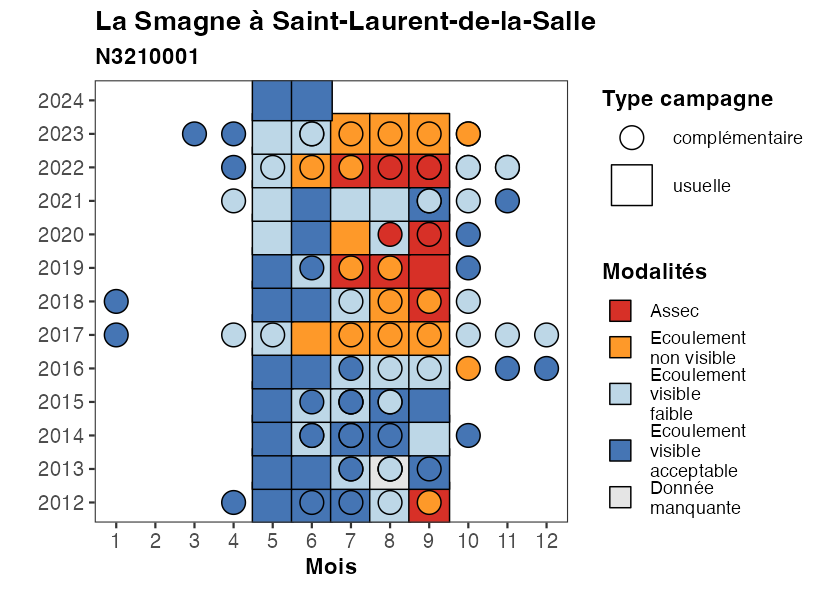 La Smagne à Saint-Laurent-de-la-Salle
N3210001
2024
2023
2022
2021
2020
2019
2018
2017
2016
2015
2014
2013
2012
1 2 3 4 5 6 7 8 9 10 11 12
Mois
Type campagne
complémentaire
usuelle
Modalités
Assec
Ecoulement
non visible
Ecoulement
visible
faible
Ecoulement
visible
acceptable
Donnée
manquante